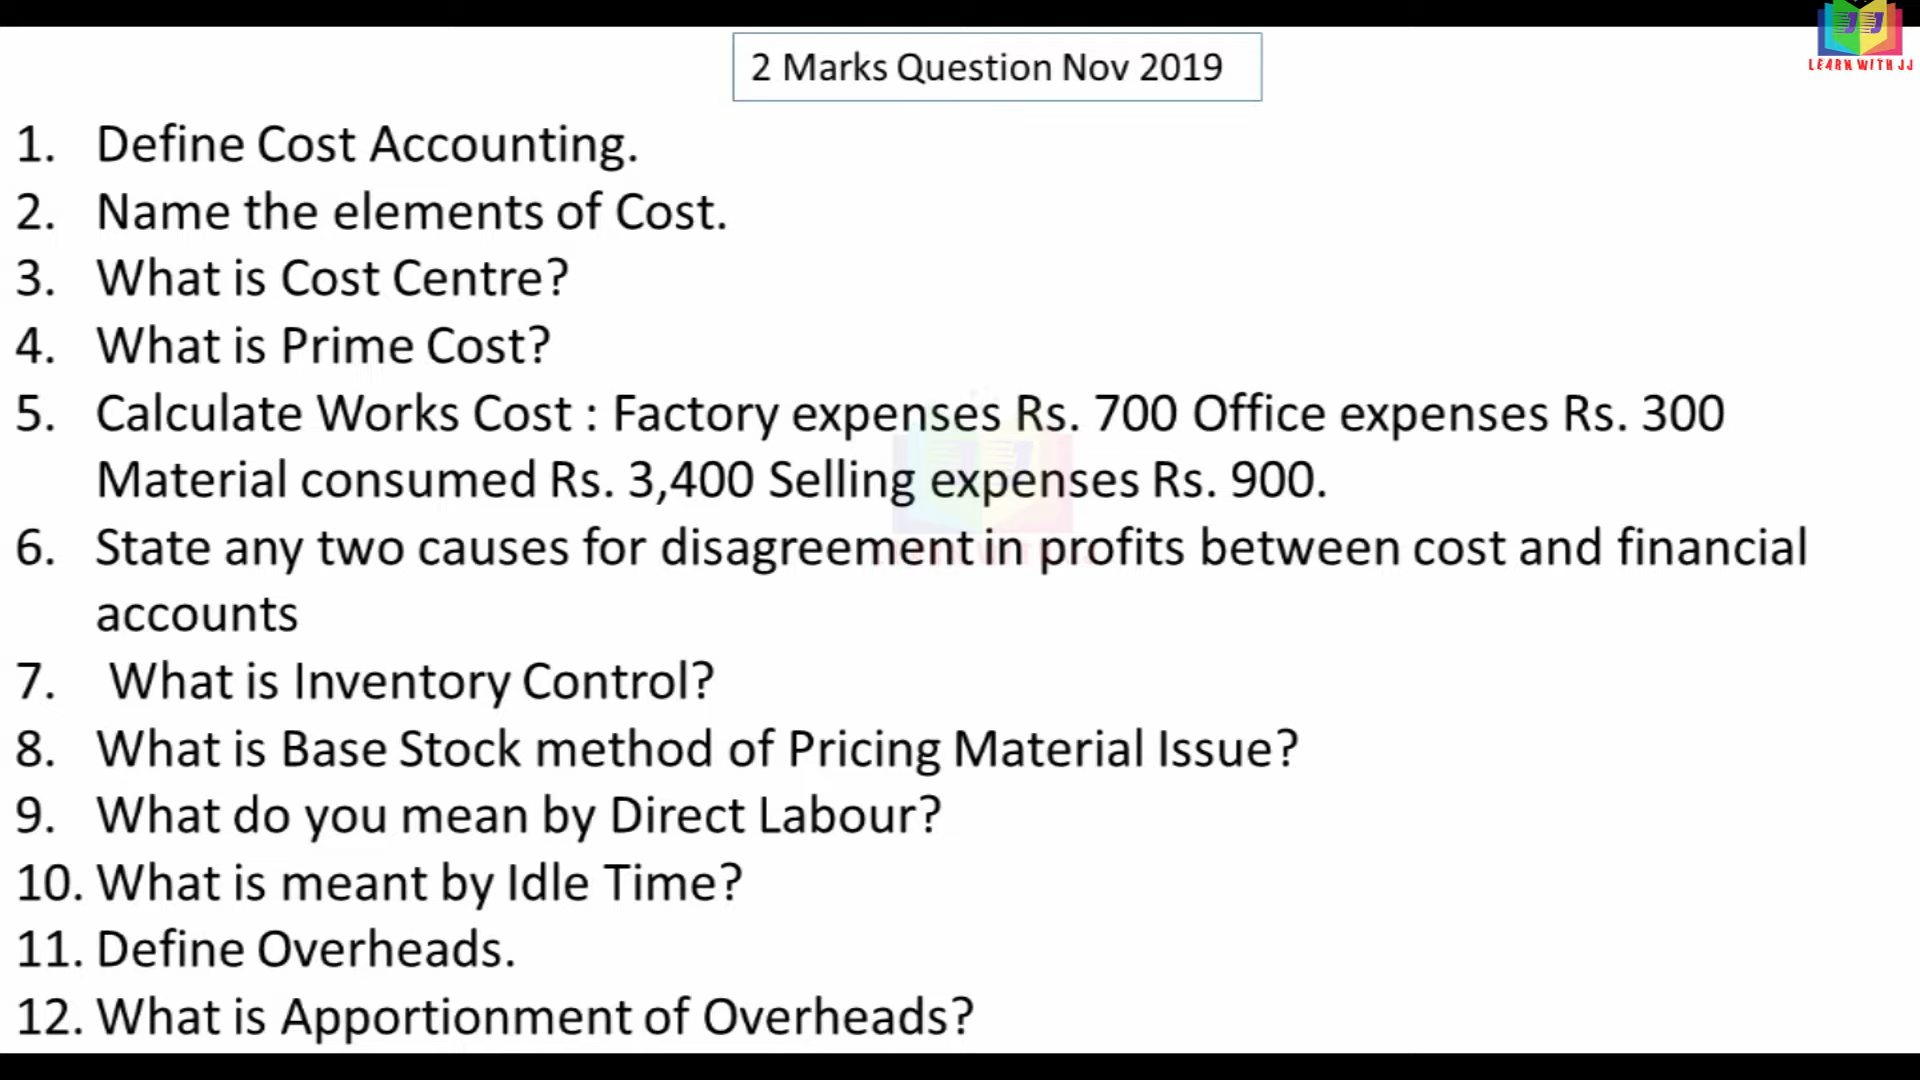 2 Marks Question Nov 2019
LEARN WITH JJ
1. Define Cost Accounting.
2. Name the elements of Cost.
3. What is Cost Centre?
4. What is Prime Cost?
5. Calculate Works Cost : Factory expenses Rs. 700 Office expenses Rs. 300
Material consumed Rs. 3,400 Selling expenses Rs. 900.
6. State any two causes for disagreement in profits between cost and financial
accounts
7. What is Inventory Control?
8. What is Base Stock method of Pricing Material Issue?
9. What do you mean by Direct Labour?
10. What is meant by Idle Time?
11. Define Overheads.
12. What is Apportionment of Overheads?